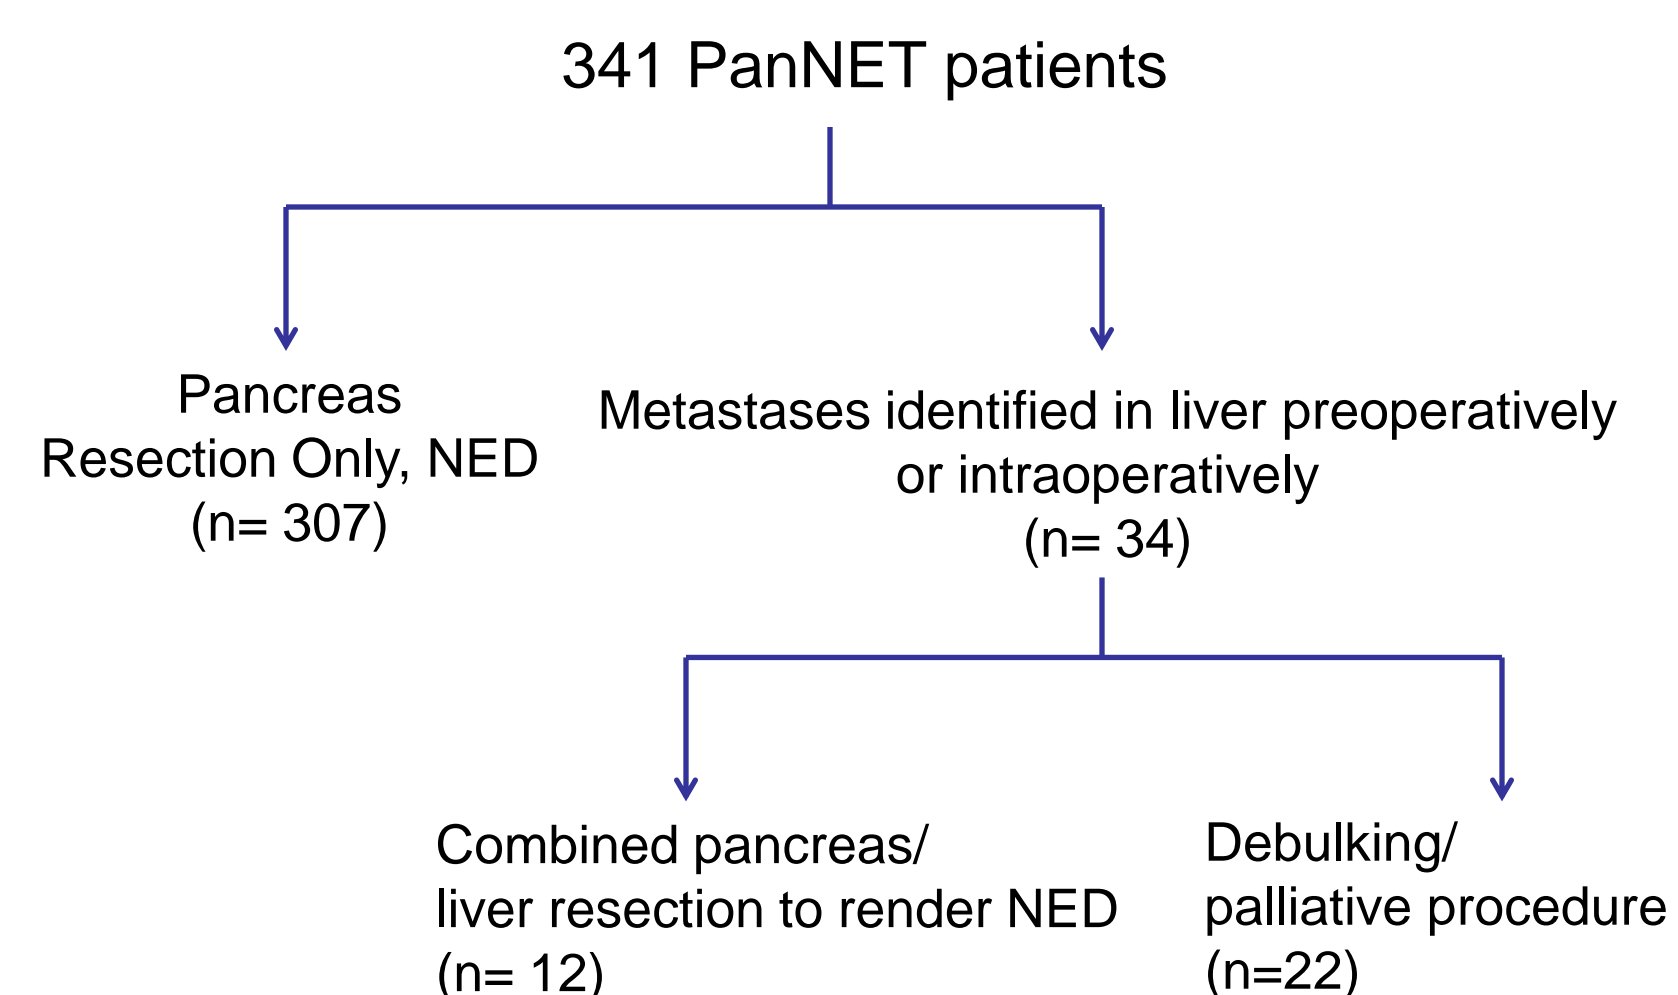 341 PanNET patients
Pancreas
Resection Only, NED
(n= 307)
Metastases identified in liver preoperatively
or intraoperatively
(n= 34)
Combined pancreas/
liver resection to render NED
(n= 12)
Debulking/
palliative procedure
(n=22)